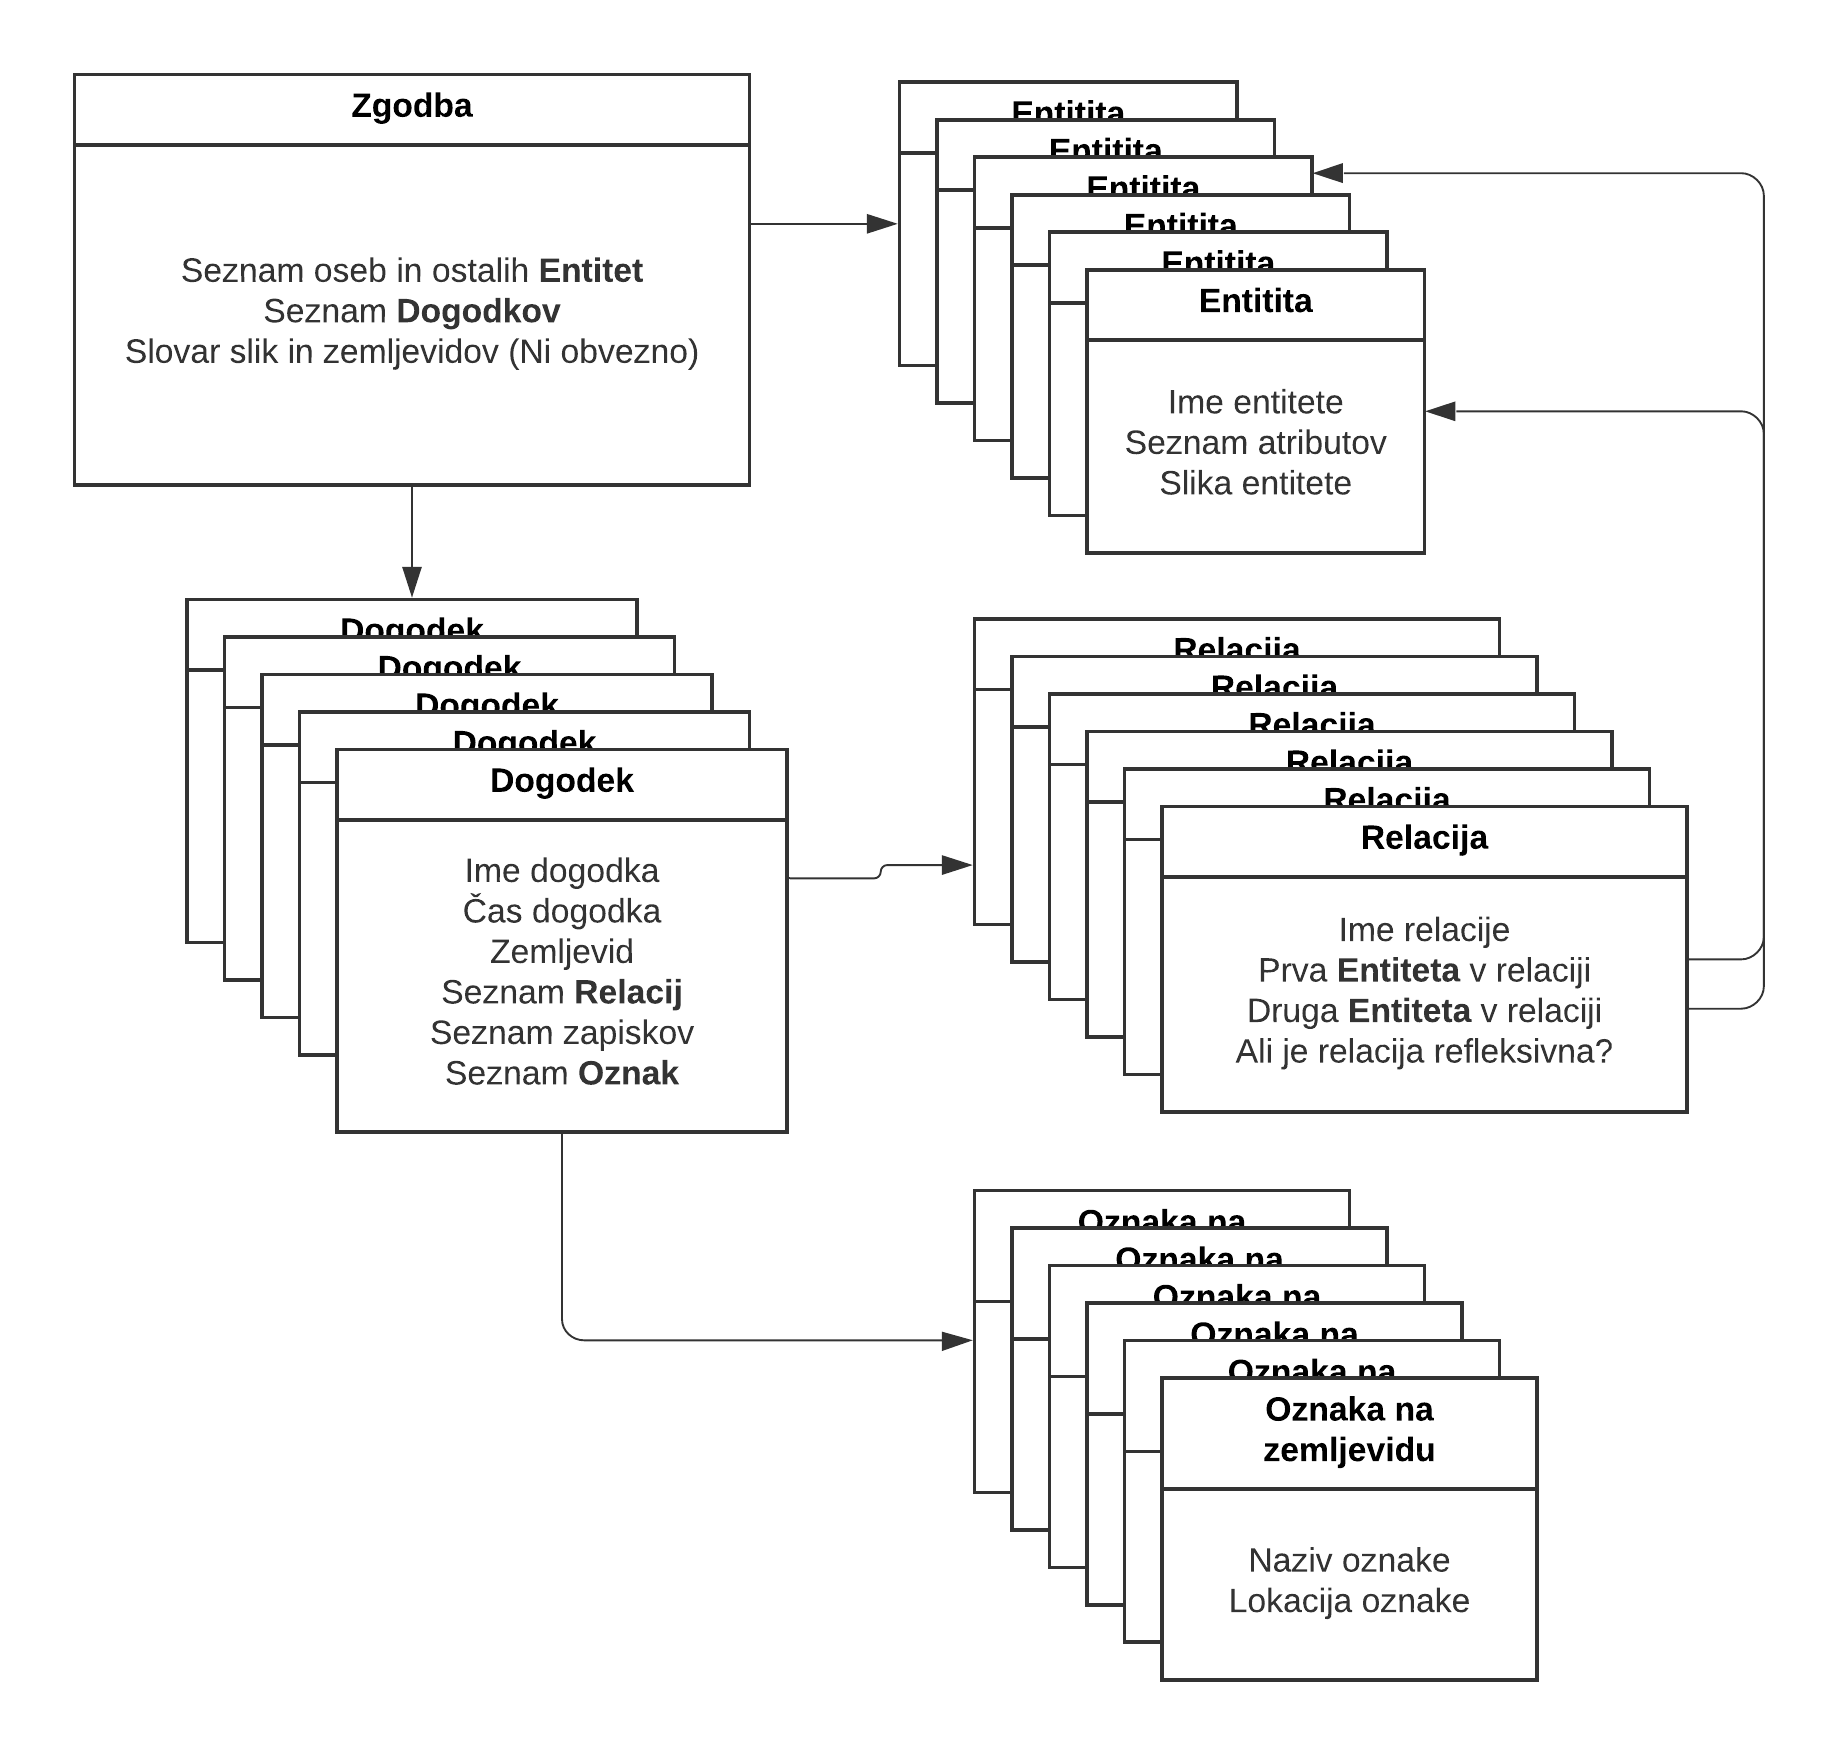 Zgodba
Seznam oseb in ostalih Entitet
Seznam Dogodkov
Slovar slik in zemljevidov (Ni obvezno)
Entitita
Entitita
Entitita
Entitita
Entitita
Entitita
Ime entitete
Seznam atributov
Slika entitete
Dogodek
Dogodek
Dogodek
Dogodek
Dogodek
Ime dogodka
Čas dogodka
Zemljevid
Seznam Relacij
Seznam zapiskov
Seznam Oznak
Relacija
Relacija
Relacija
Relacija
Relacija
Relacija
Ime relacije
Prva Entiteta v relaciji
Druga Entiteta v relaciji
Ali je relacija refleksivna?
Oznaka na
Oznaka na
Oznaka na
Oznaka na
Oznaka na
Oznaka na
zemljevidu
Naziv oznake
Lokacija oznake